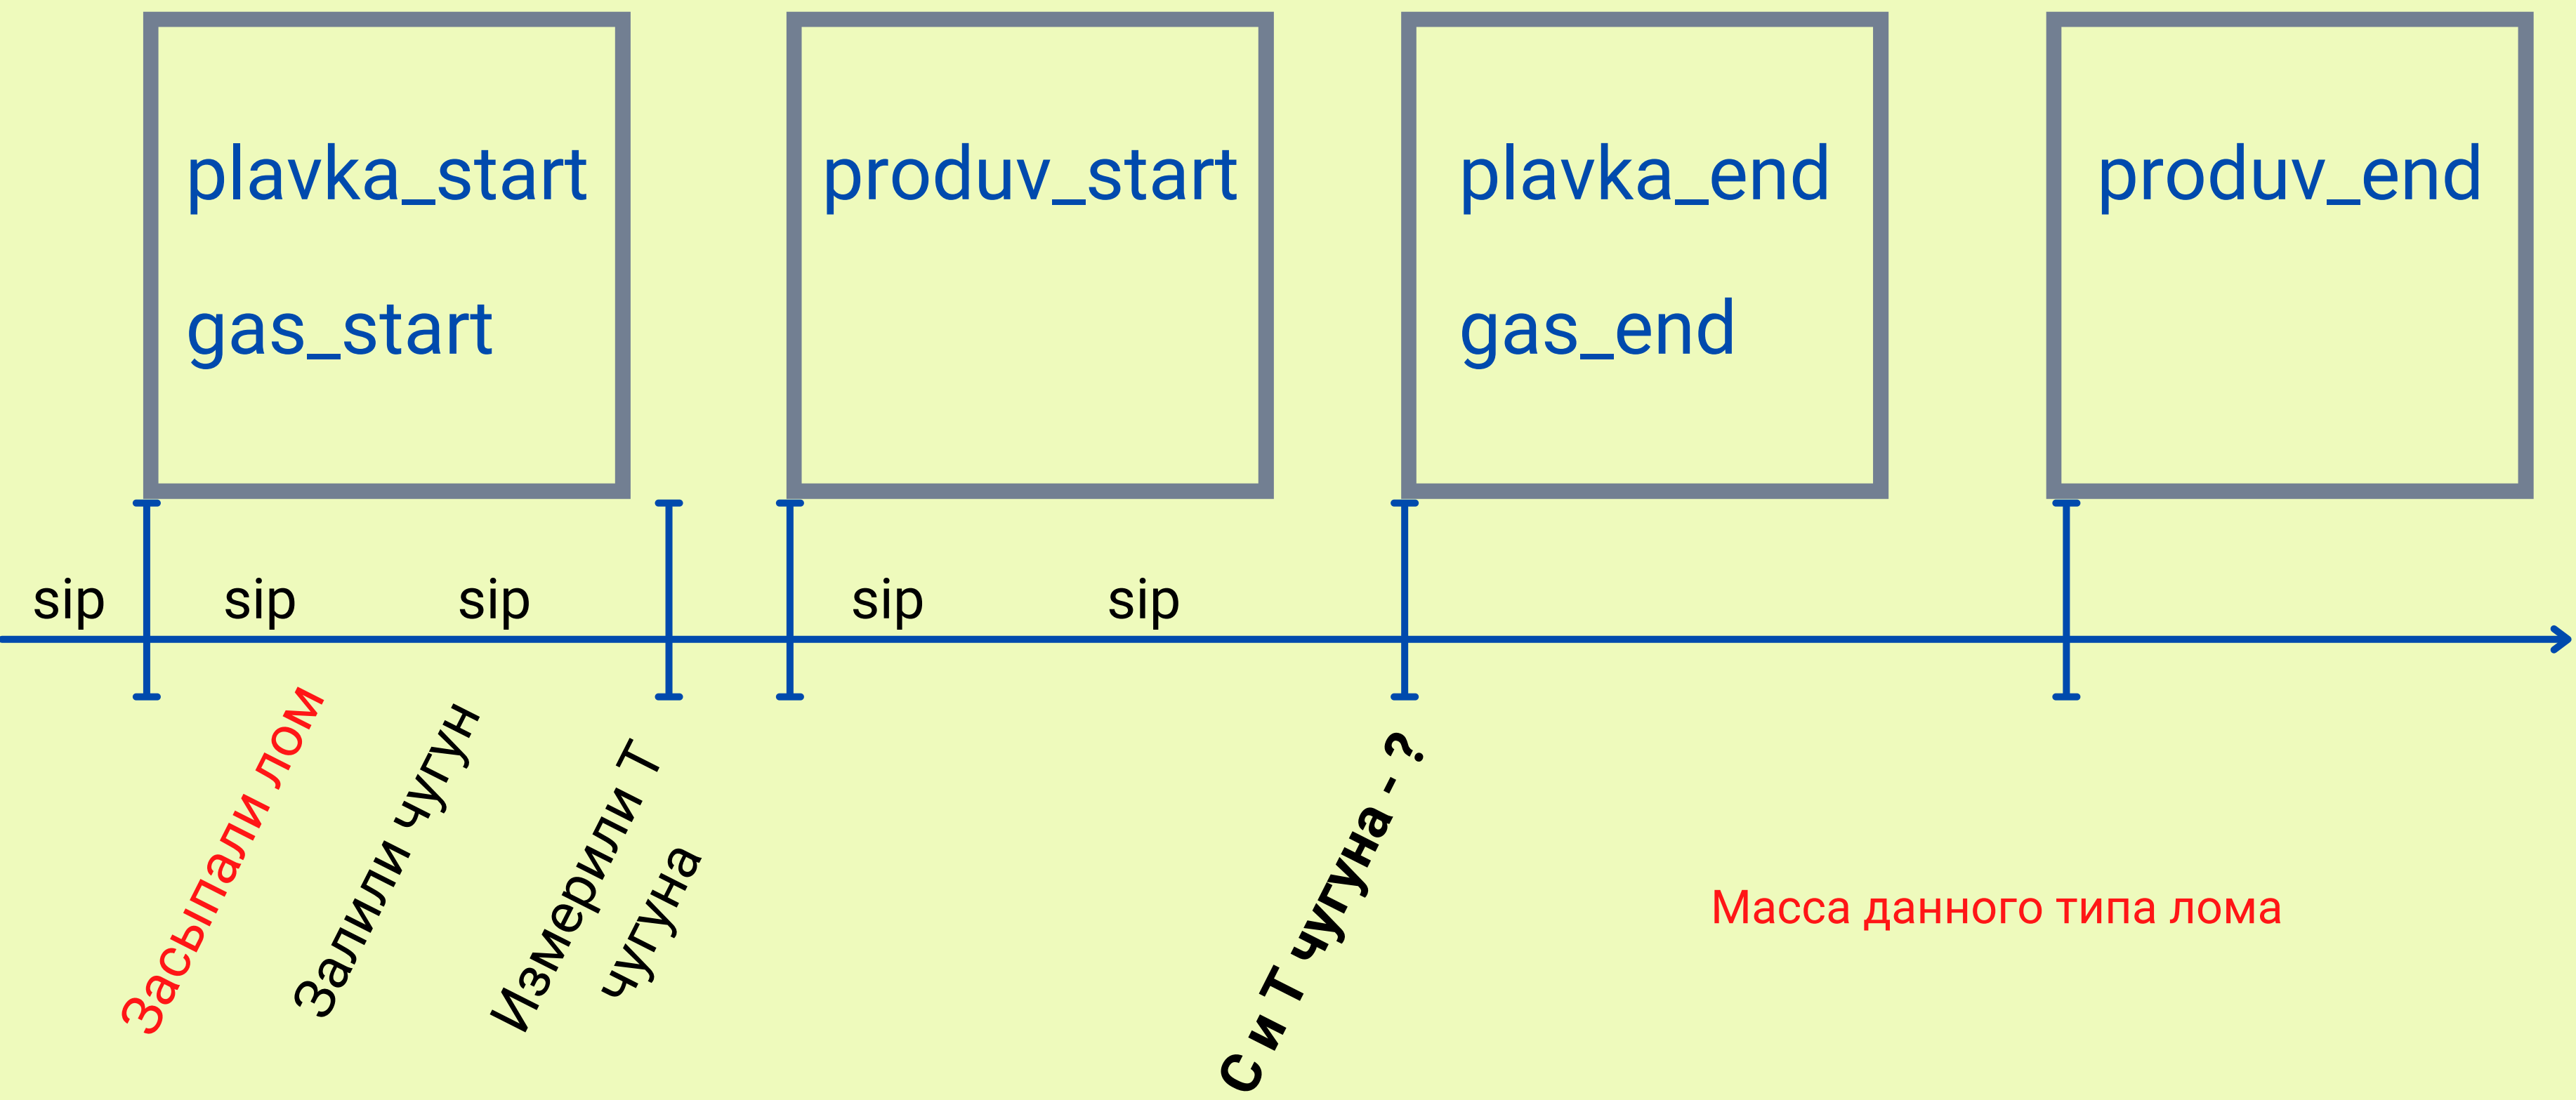 plavka_start
gas_start
produv_start
plavka_end
gas_end
produv_end
sip
sip
sip
sip
sip
Засыпали лом
Залили чугун
Измерили Т
чугуна
С и Т чугуна - ?
Масса данного типа лома